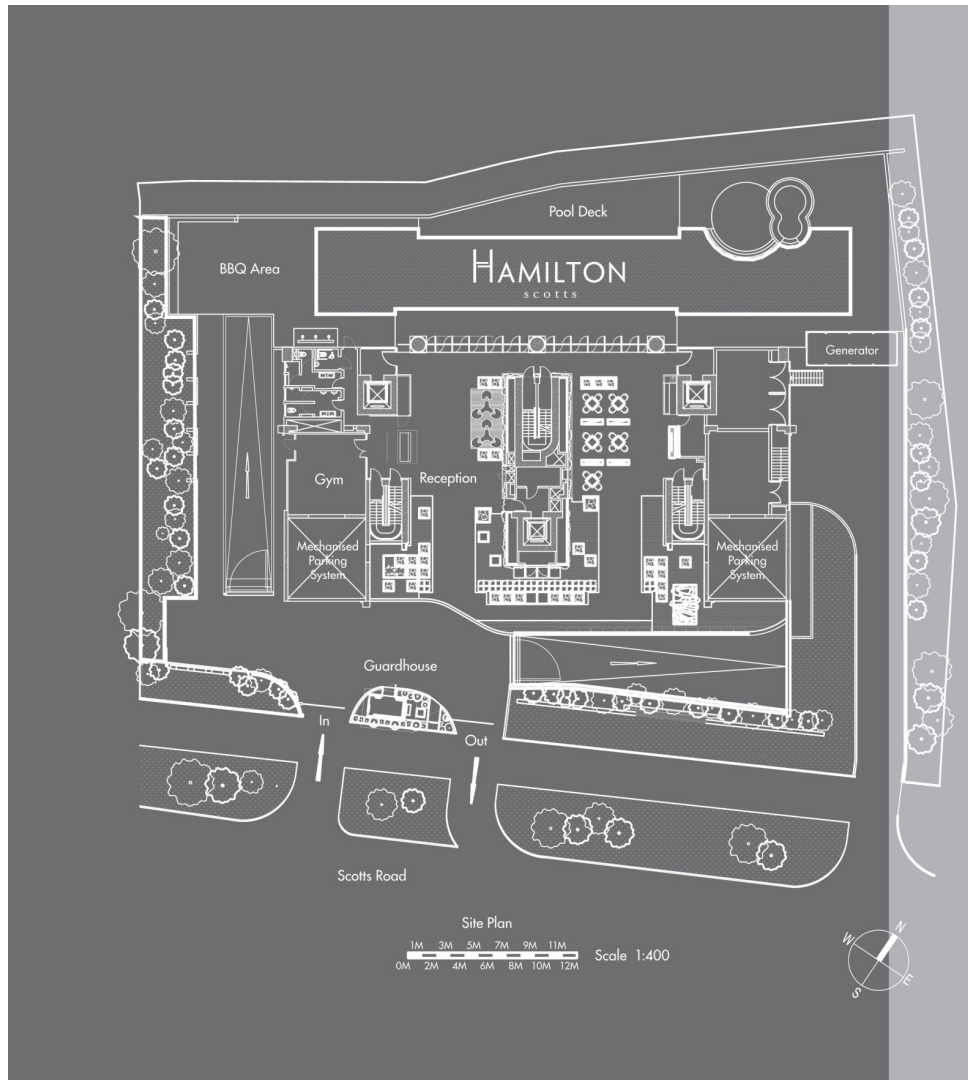 Pool Deck
BBQ Area
HAMILTON
scotts
Generator
Gym
Reception
Mechanised
Parking
System
Mechanised
Parking
System
Guardhouse
In
Out
Scotts Road
Site Plan
1M 3M 5M 7M 9M 11M
0M 2M 4M 6M 8M 10M 12M
Scale 1:400
N
W
E
S